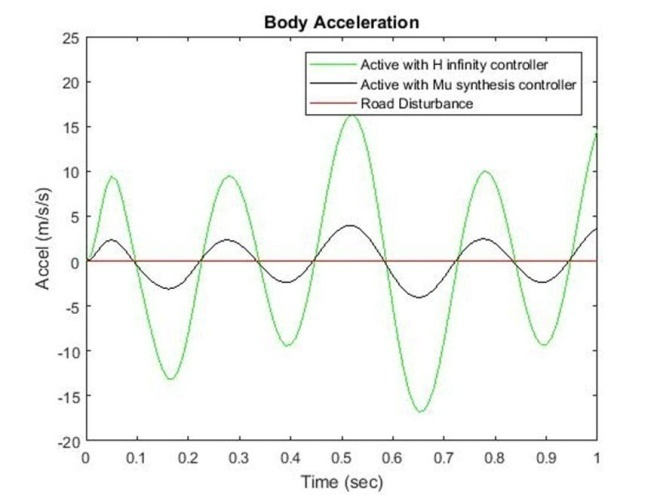 Body Acceleration
25
20
15
10
5
0
-5
-10
-15
-20
Accel (m/s/s)
Active with H infinity controller
Active with Mu synthesis controller
Road Disturbance
0 0.1 0.2 0.3 0.4 0.5 0.6 0.7 0.8 0.9 1
Time (sec)